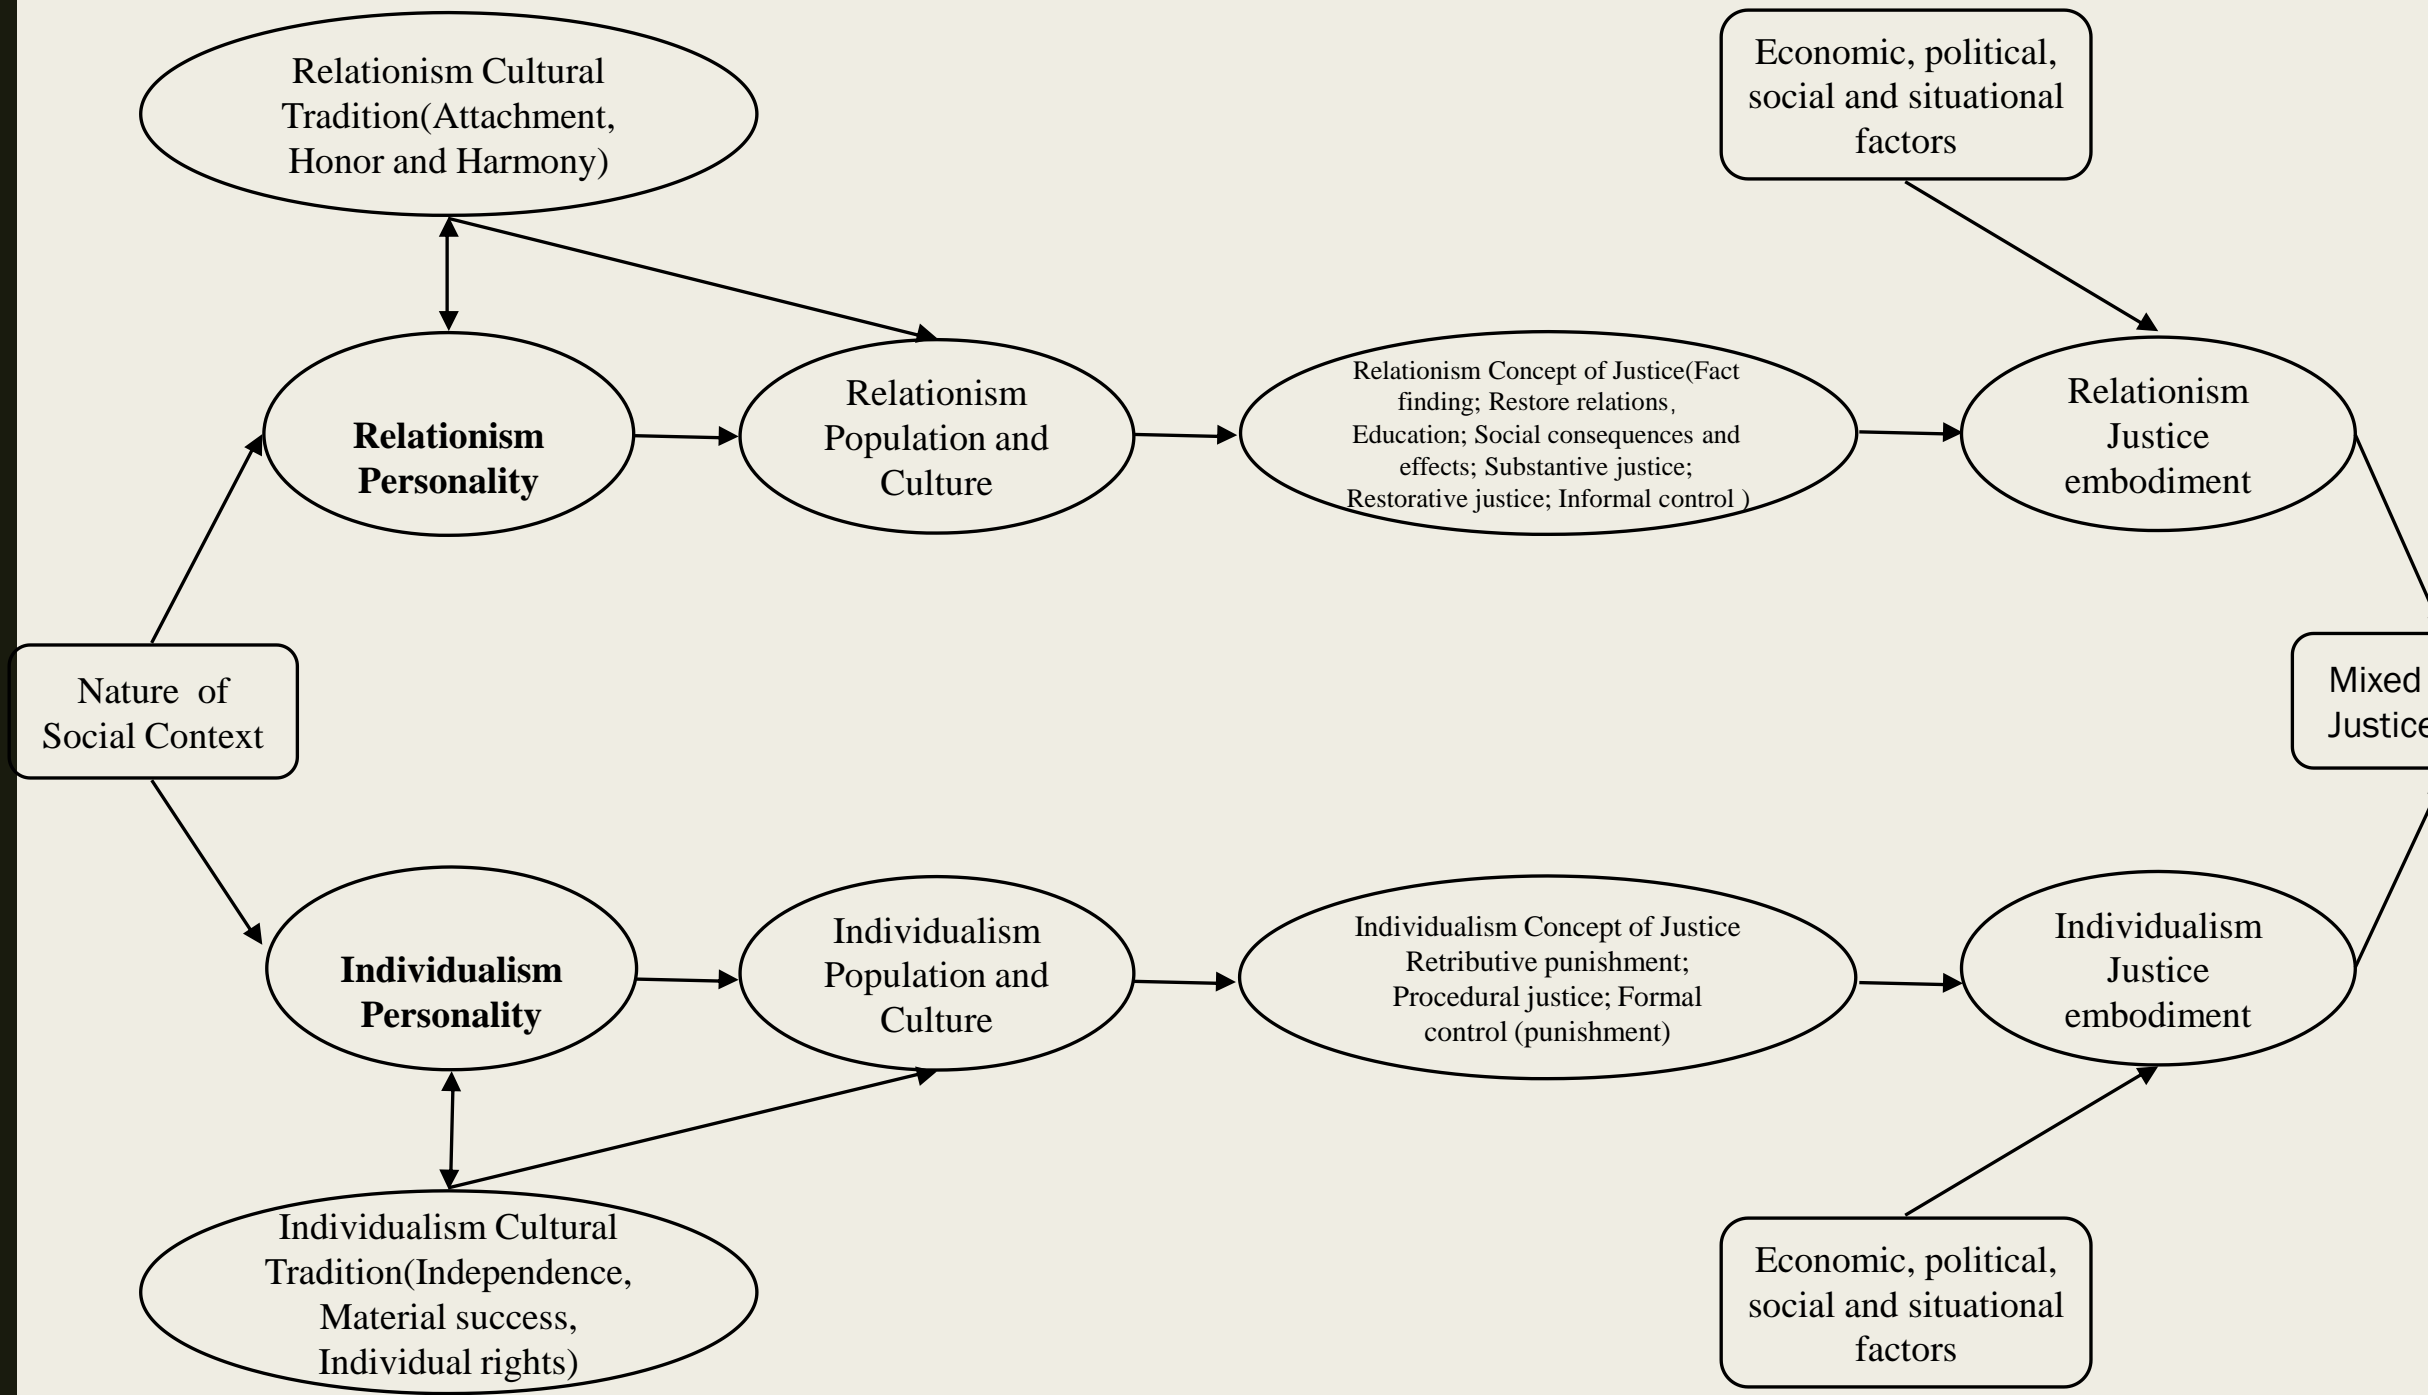 Relationism Cultural
Tradition(Attachment,
Honor and Harmony)
Economic, political,
social and situational
factors
Relationism
Personality
Relationism
Population and
Culture
Relationism Concept of Justice(Fact
finding; Restore relations,
Education; Social consequences and
effects; Substantive justice;
Restorative justice; Informal control )
Relationism
Justice
embodiment
Nature of
Social Context
Mixed
Justice
Individualism
Personality
Individualism
Population and
Culture
Individualism Concept of Justice
Retributive punishment;
Procedural justice; Formal
control (punishment)
Individualism
Justice
embodiment
Individualism Cultural
Tradition(Independence,
Material success,
Individual rights)
Economic, political,
social and situational
factors